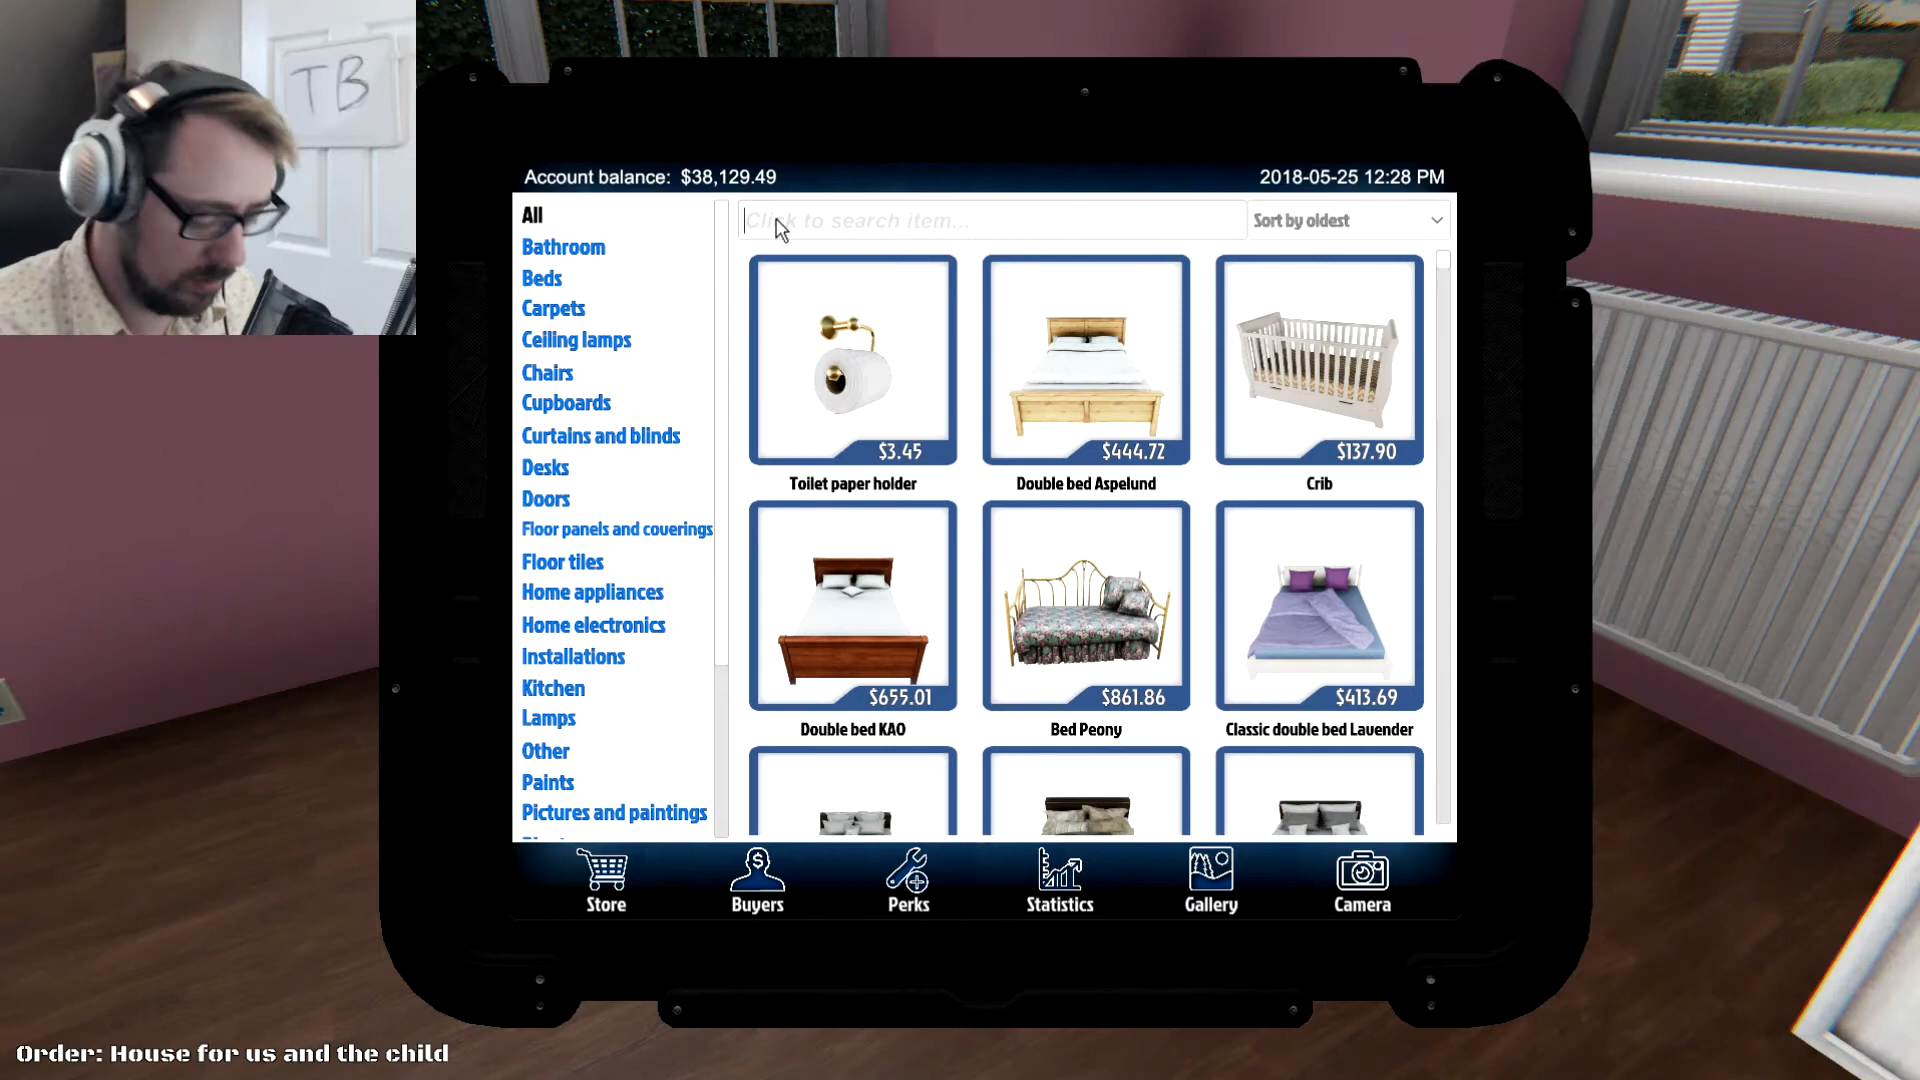 TB
Account balance: $38,129.49
2018-05-25 12:28 PM
All
Bathroom
Beds
Carpets
Ceiling lamps
Chairs
Cupboards
Curtains and blinds
Desks
Doors
Floor panels and coverings
Floor tiles
Home appliances
Home electronics
Installations
Kitchen
Lamps
Other
Paints
Pictures and paintings
Click to search item...
Sort by oldest
$3.45
$444.72
$137.90
Toilet paper holder
Double bed Aspelund
Crib
$655.01
$861.86
$413.69
Double bed KAO
Bed Peony
Classic double bed Lavender
Store
Buyers
Perks
Statistics
Gallery
Camera
Order: House for us and the child